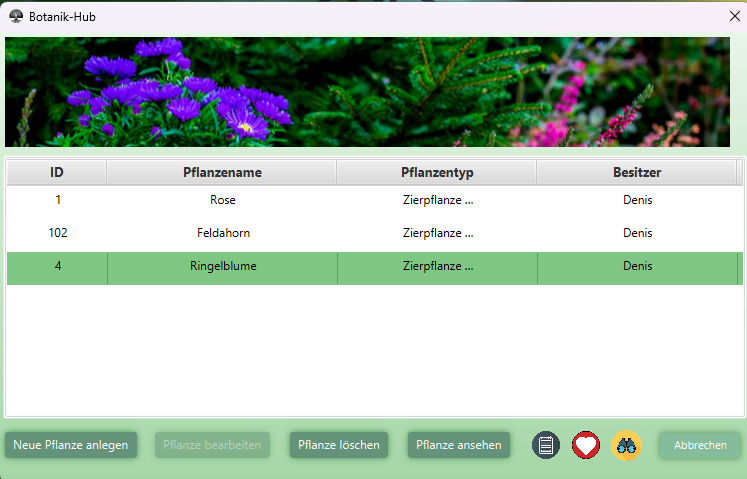 Botanik-Hub
ID Pflanzename Pflanzentyp Besitzer
1 Rose Zierpflanze ... Denis
102 Feldahorn Zierpflanze ... Denis
4 Ringelblume Zierpflanze ... Denis
Neue Pflanze anlegen Pflanze bearbeiten Pflanze löschen Pflanze ansehen Abbrechen